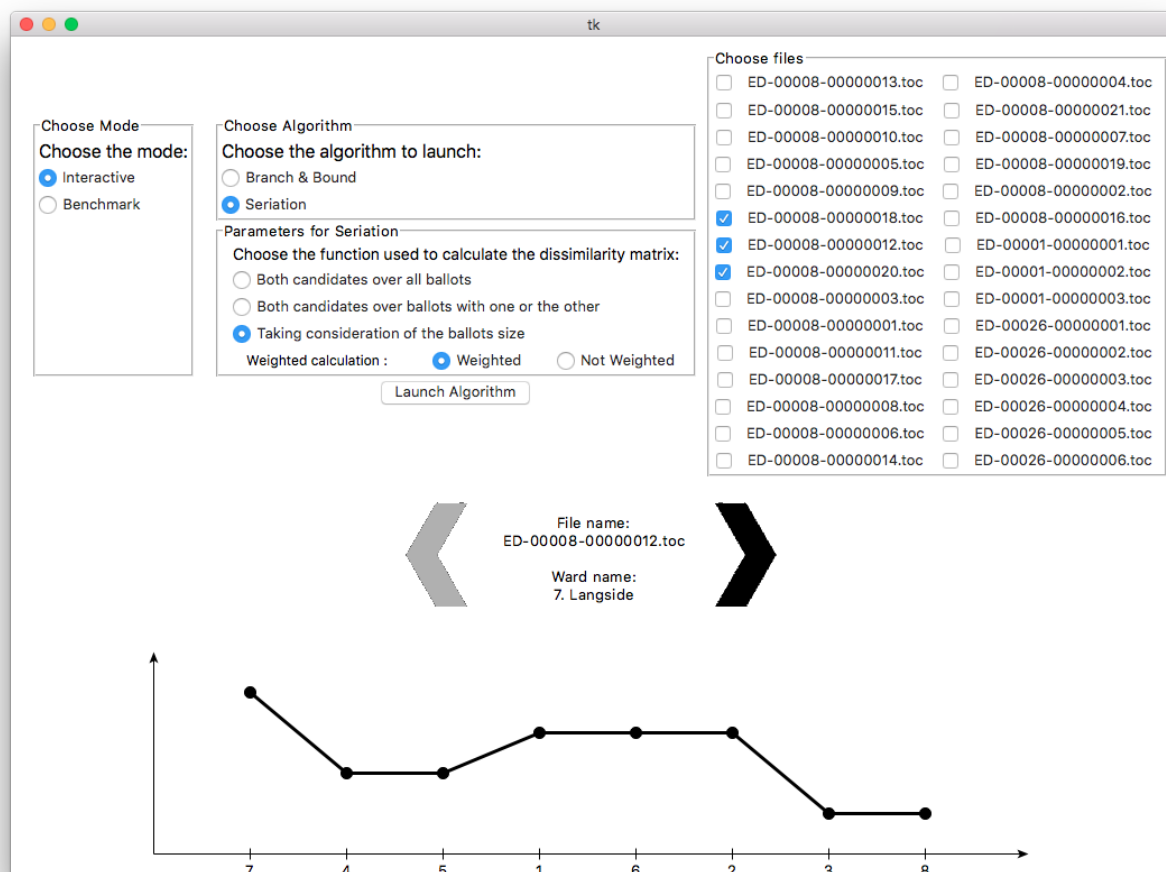 tk
Choose Mode
Choose the mode:
Interactive
Benchmark
Choose Algorithm
Choose the algorithm to launch:
Branch & Bound
Seriation
Parameters for Seriation
Choose the function used to calculate the dissimilarity matrix:
Both candidates over all ballots
Both candidates over ballots with one or the other
Taking consideration of the ballots size
Weighted calculation : Weighted Not Weighted
Launch Algorithm
Choose files
ED-00008-00000013.toc ED-00008-00000004.toc
ED-00008-00000015.toc ED-00008-00000021.toc
ED-00008-00000010.toc ED-00008-00000007.toc
ED-00008-00000005.toc ED-00008-00000019.toc
ED-00008-00000009.toc ED-00008-00000002.toc
ED-00008-00000018.toc ED-00008-00000016.toc
ED-00008-00000012.toc ED-00001-00000001.toc
ED-00008-00000020.toc ED-00001-00000002.toc
ED-00008-00000003.toc ED-00001-00000003.toc
ED-00008-00000001.toc ED-00026-00000001.toc
ED-00008-00000011.toc ED-00026-00000002.toc
ED-00008-00000017.toc ED-00026-00000003.toc
ED-00008-00000008.toc ED-00026-00000004.toc
ED-00008-00000006.toc ED-00026-00000005.toc
ED-00008-00000014.toc ED-00026-00000006.toc
File name:
ED-00008-00000012.toc
Ward name:
7. Langside
7 4 5 1 6 2 3 8